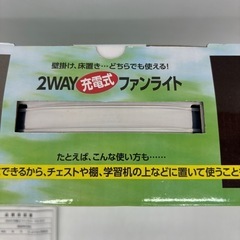 壁掛け、床置き…どちらでも使える!
2WAY充電式ファンライト
たとえば、こんな使い方も……
できるから、チェストや棚、学習机の上などに置いて使うこと